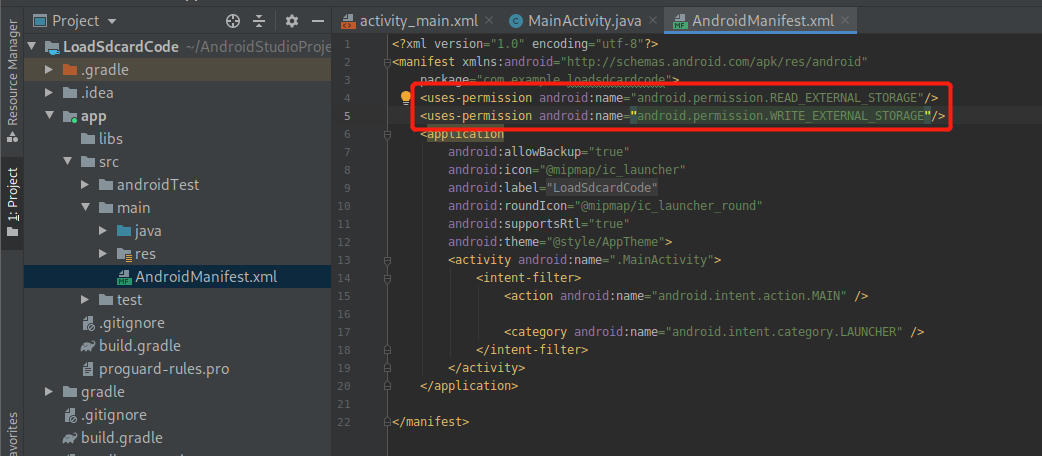 Project
LoadSdcardCode ~/AndroidStudioProje
.gradle
.idea
app
libs
src
androidTest
main
java
res
AndroidManifest.xml
test
.gitignore
build.gradle
proguard-rules.pro
gradle
.gitignore
build.gradle
Resource Manager
1: Project
avorites
activity_main.xml
MainActivity.java
AndroidManifest.xml
1 <?xml version="1.0" encoding="utf-8"?>
2 <manifest xmlns:android="http://schemas.android.com/apk/res/android"
3 package="com.example.loadsdcardcode">
4 <uses-permission android:name="android.permission.READ_EXTERNAL_STORAGE"/>
5 <uses-permission android:name="android.permission.WRITE_EXTERNAL_STORAGE"/>
6 <application
7 android:allowBackup="true"
8 android:icon="@mipmap/ic_launcher"
9 android:label="LoadSdcardCode"
10 android:roundIcon="@mipmap/ic_launcher_round"
11 android:supportsRtl="true"
12 android:theme="@style/AppTheme">
13 <activity android:name=".MainActivity">
14 <intent-filter>
15 <action android:name="android.intent.action.MAIN" />
16
17 <category android:name="android.intent.category.LAUNCHER" />
18 </intent-filter>
19 </activity>
20 </application>
21
22 </manifest>